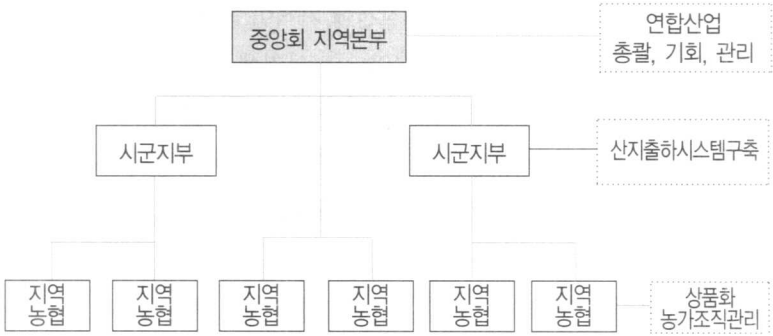 중앙회 지역본부
연합산업
총괄, 기회, 관리
시군지부
시군지부
산지출하시스템구축
지역
농협
지역
농협
지역
농협
지역
농협
지역
농협
지역
농협
상품화
농가조직관리